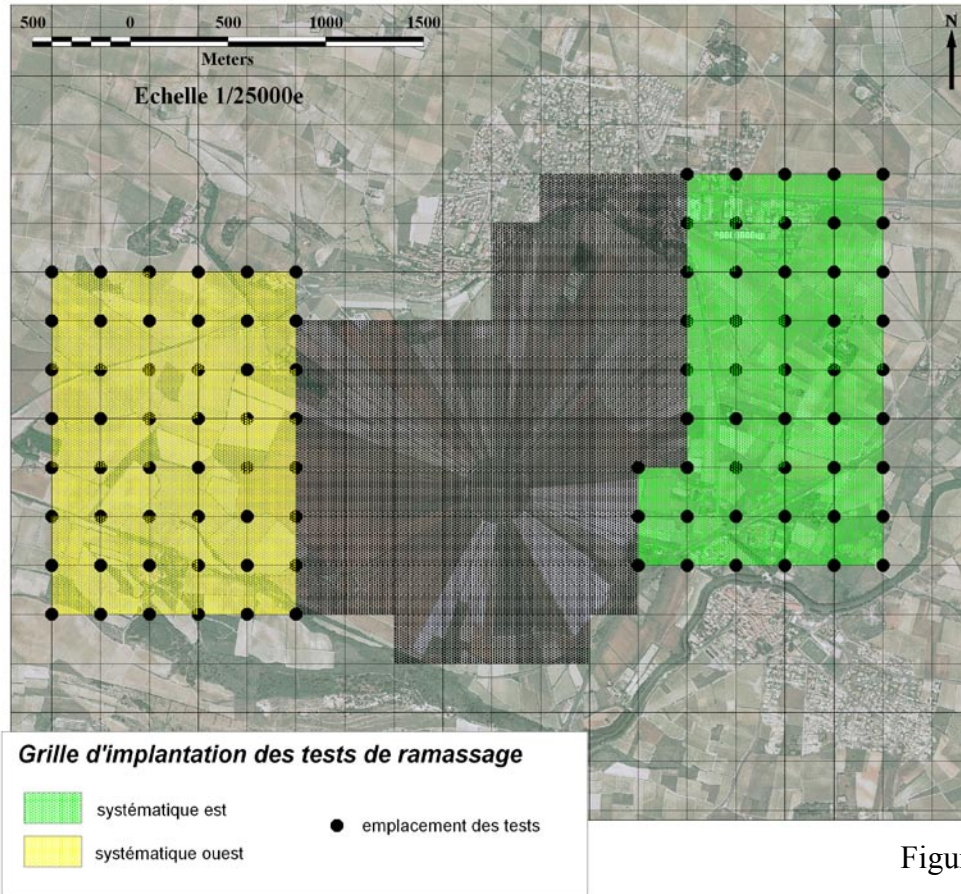 500 0 500 1000 1500
Meters
Echelle 1/25000e
N
Grille d'implantation des tests de ramassage
systématique est
emplacement des tests
systématique ouest
Figu